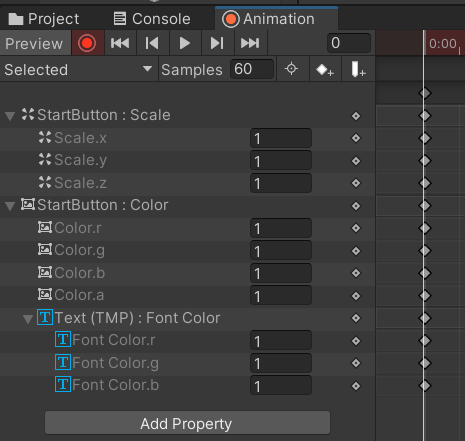 Project Console Animation
Preview 0 0:00
Selected Samples 60
StartButton : Scale
Scale.x 1
Scale.y 1
Scale.z 1
StartButton : Color
Color.r 1
Color.g 1
Color.b 1
Color.a 1
Text (TMP) : Font Color
Font Color.r 1
Font Color.g 1
Font Color.b 1
Add Property